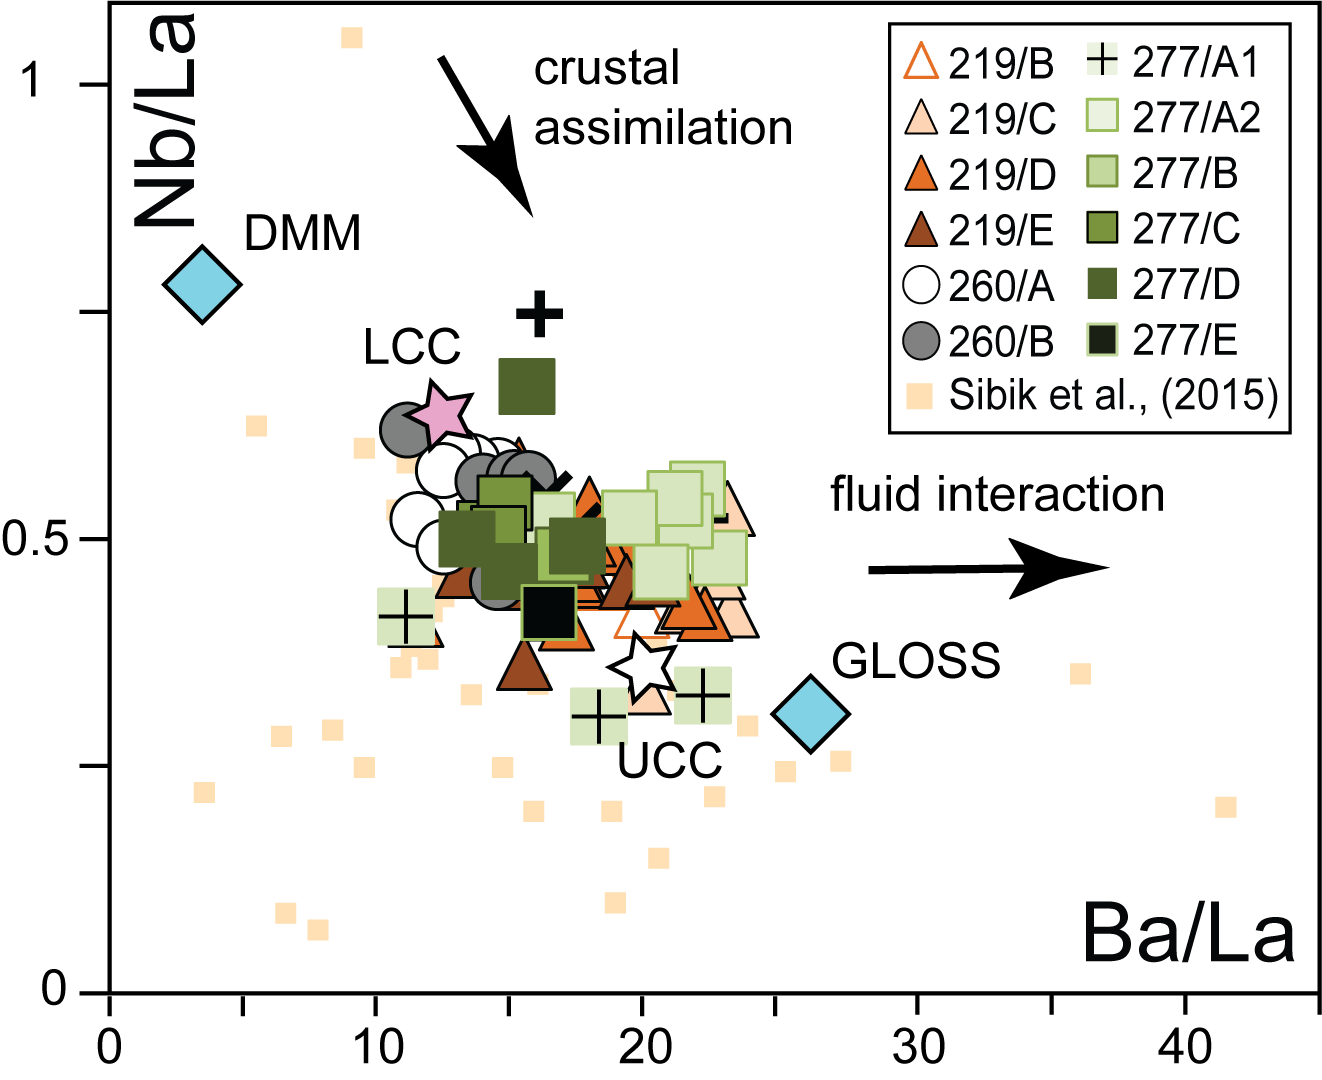 Nb/La
1
0.5
0
crustal
assimilation
DMM
LCC
219/B
219/C
219/D
219/E
260/A
260/B
277/A1
277/A2
277/B
277/C
277/D
277/E
Sibik et al., (2015)
fluid interaction
GLOSS
UCC
Ba/La
0
10
20
30
40